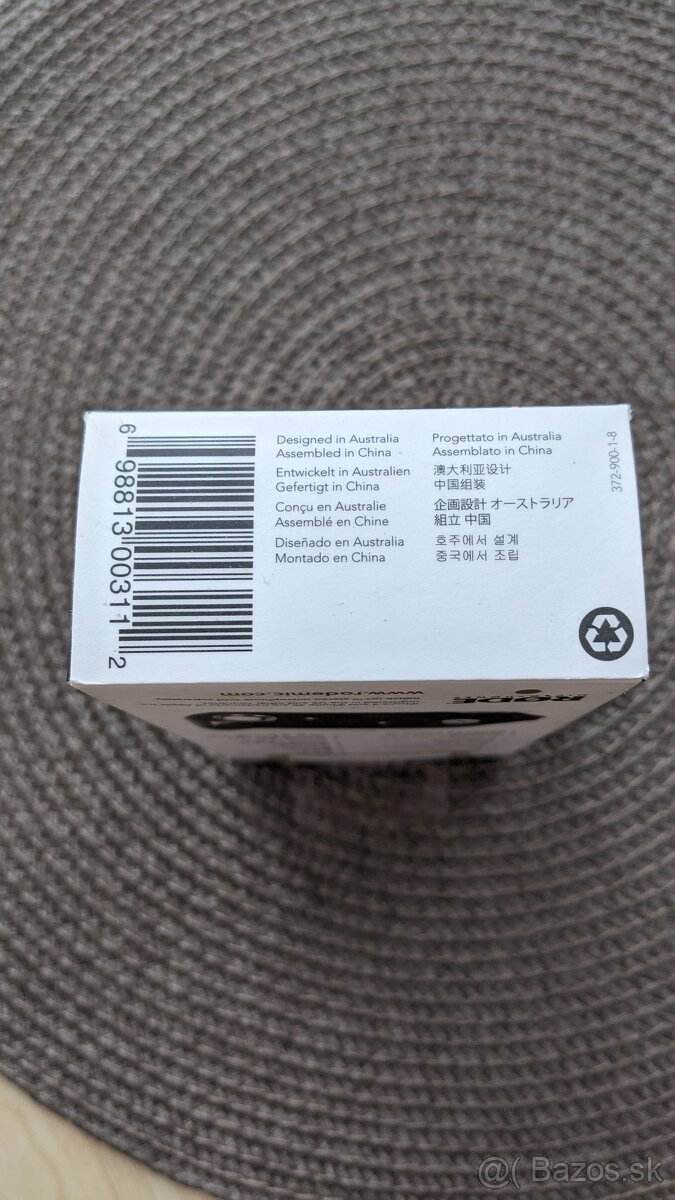 6 98813 00311 2
Designed in Australia
Assembled in China
Entwickelt in Australien
Gefertigt in China
Conçu en Australie
Assemblé en Chine
Diseñado en Australia
Montado en China
Progettato in Australia
Assemblato in China
澳大利亚设计
中国组装
企画設計 オーストラリア
組立 中国
호주에서 설계
중국에서 조립
372-900-1-8
RØDE
www.rodemic.com
@( Bazos.sk